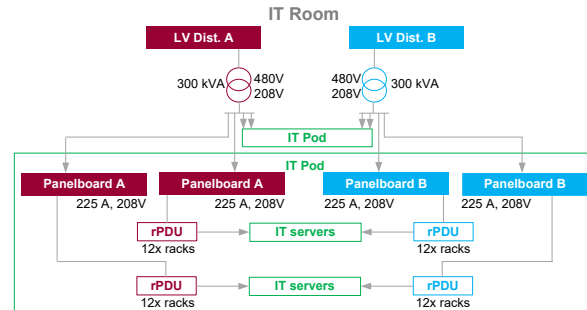 IT Room
LV Dist. A
LV Dist. B
300 kVA
480V
208V
480V
208V
300 kVA
IT Pod
IT Pod
Panelboard A
Panelboard A
Panelboard B
Panelboard B
225 A, 208V
225 A, 208V
225 A, 208V
225 A, 208V
rPDU
IT servers
rPDU
12x racks
12x racks
rPDU
IT servers
rPDU
12x racks
12x racks